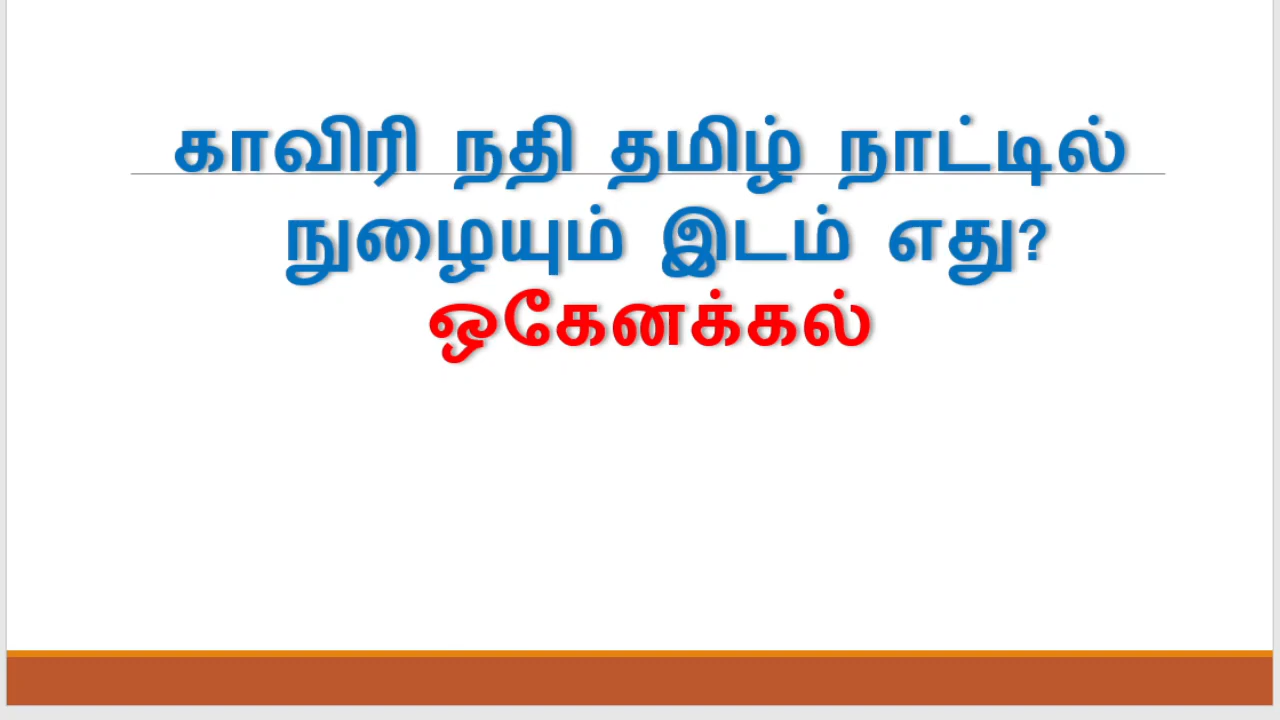 காவிரி நதி தமிழ் நாட்டில்
நுழையும் இடம் எது?
ஒகேனக்கல்